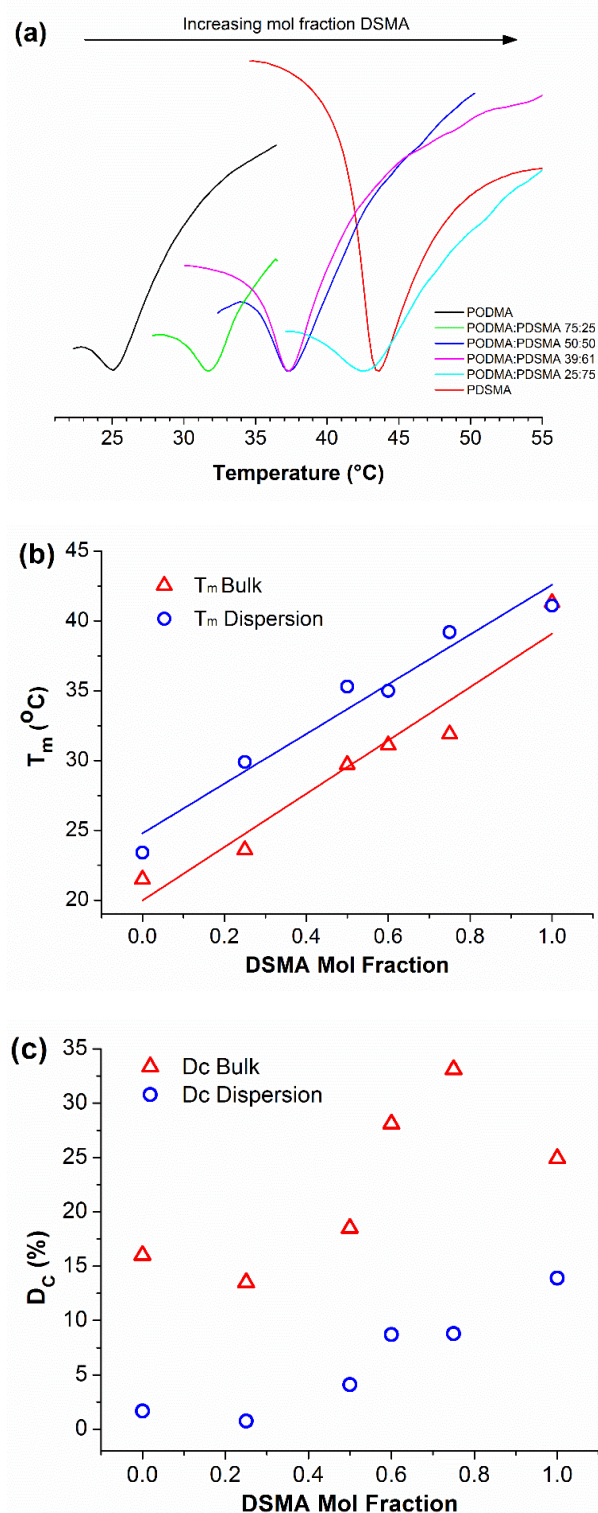 (a)
Increasing mol fraction DSMA
PODMA
PODMA:PDSMA 75:25
PODMA:PDSMA 50:50
PODMA:PDSMA 39:61
PODMA:PDSMA 25:75
PDSMA
25 30 35 40 45 50 55
Temperature (°C)
(b)
Tm Bulk
Tm Dispersion
45
40
35
30
25
20
Tm (°C)
0.0 0.2 0.4 0.6 0.8 1.0
DSMA Mol Fraction
(c)
Dc Bulk
Dc Dispersion
35
30
25
20
15
10
5
0
DC (%)
0.0 0.2 0.4 0.6 0.8 1.0
DSMA Mol Fraction